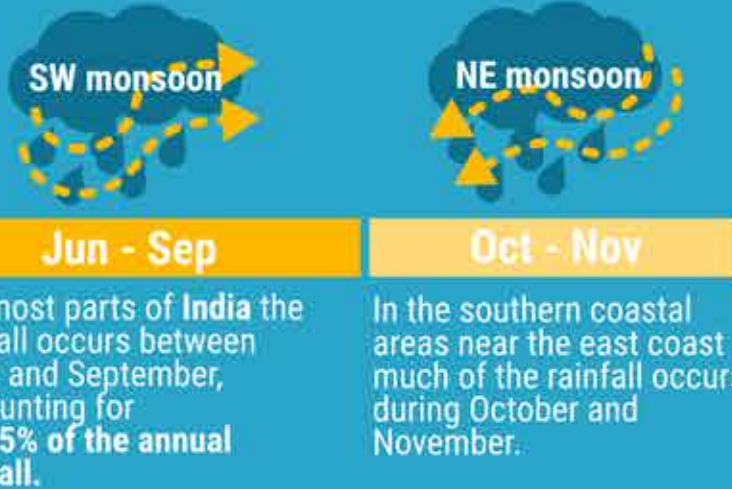 SW monsoon
NE monsoon
Jun - Sep
Oct - Nov
most parts of India the
all occurs between
and September,
unting for
5% of the annual
all.
In the southern coastal
areas near the east coast
much of the rainfall occurs
during October and
November.